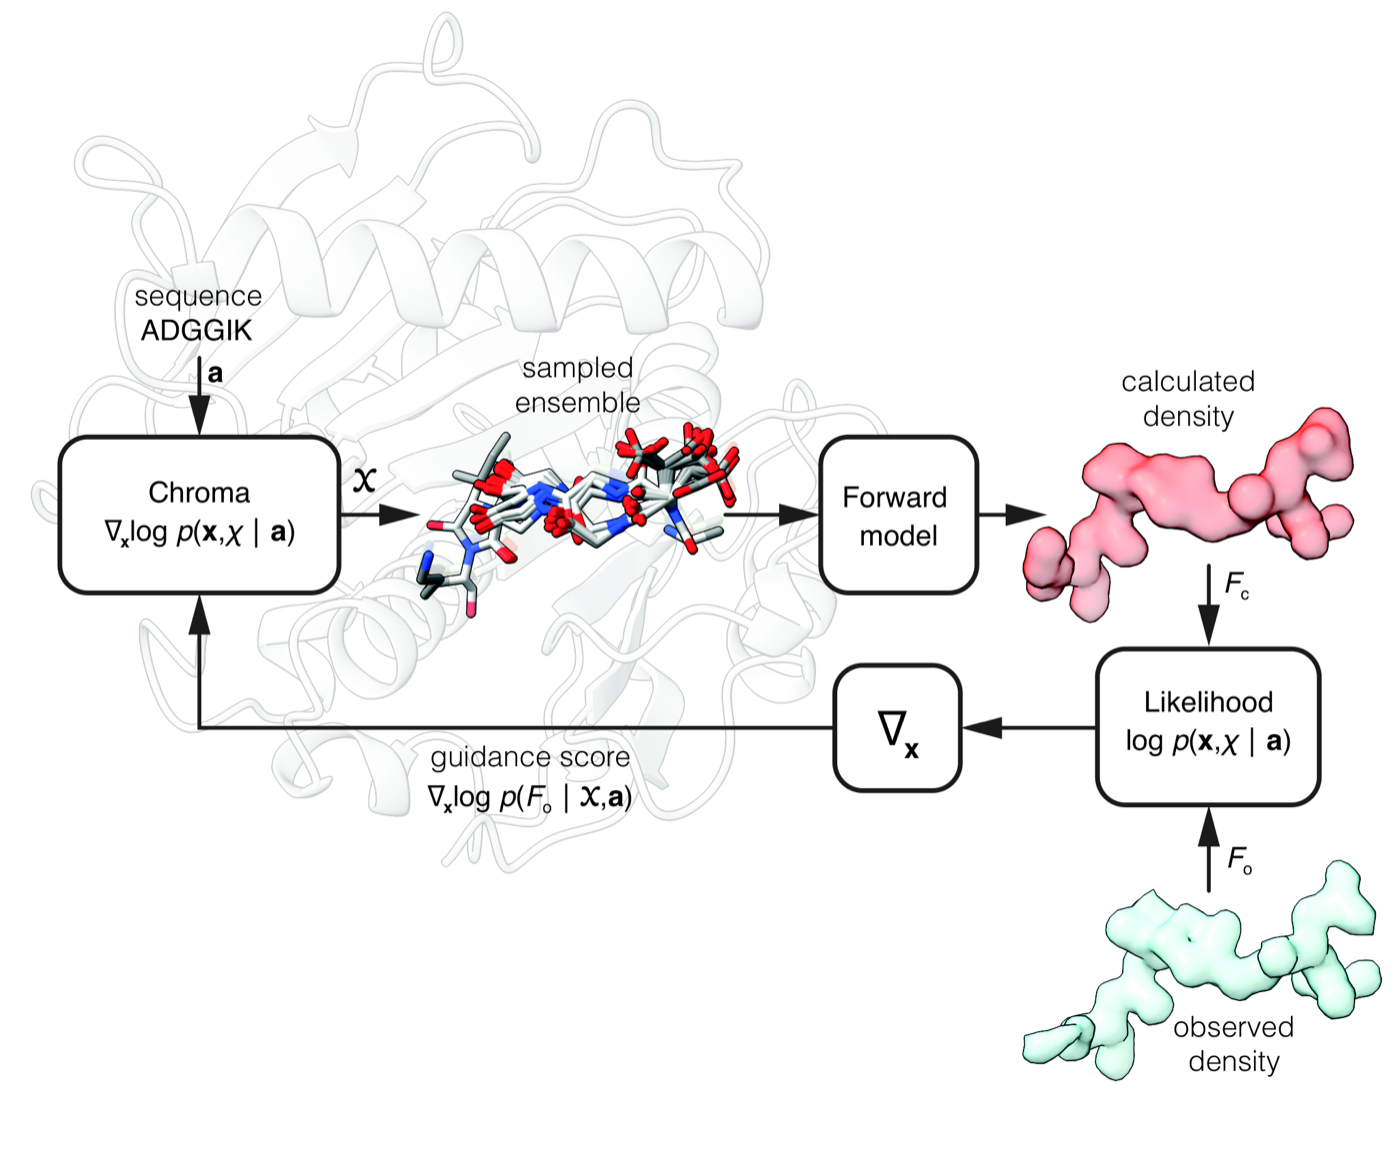 sequence
ADGGIK
a
Chroma
∇ₓlog p(x,χ | a)
𝒳
sampled
ensemble
Forward
model
calculated
density
F꜀
Likelihood
log p(x,χ | a)
∇ₓ
guidance score
∇ₓlog p(Fₒ | 𝒳,a)
Fₒ
observed
density